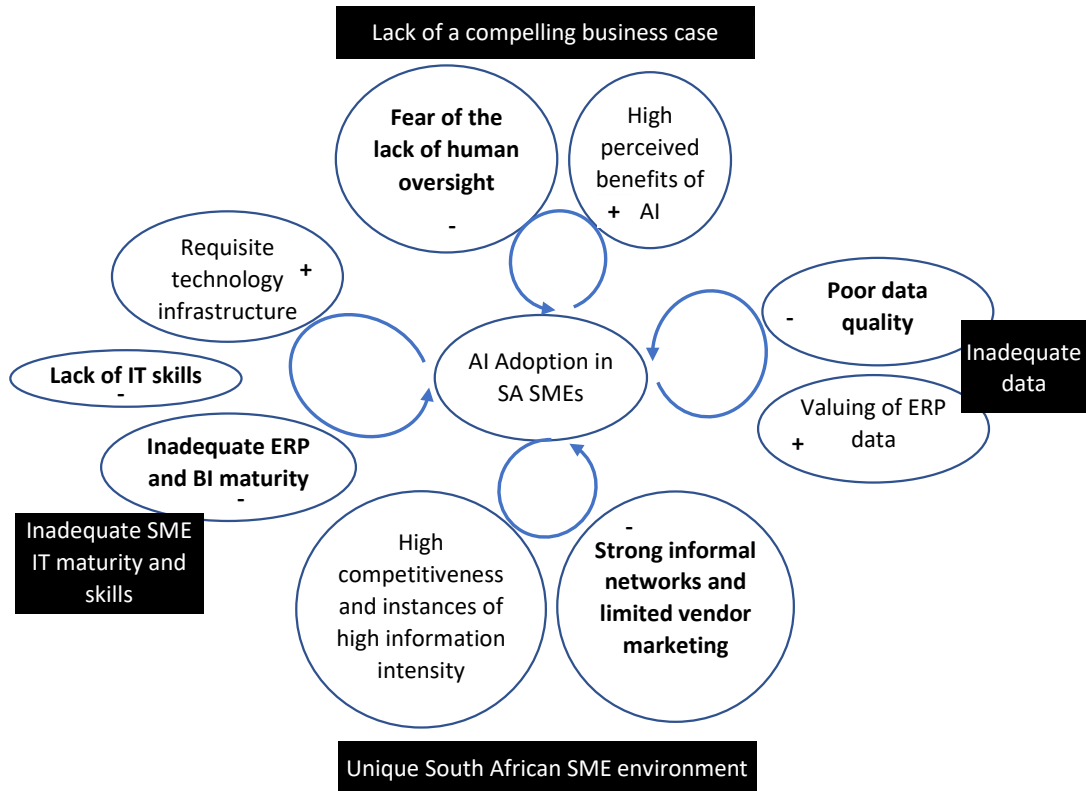 Lack of a compelling business case
Fear of the
lack of human
oversight
-
High
perceived
benefits of
+ AI
Requisite
technology +
infrastructure
Lack of IT skills
-
Inadequate ERP
and BI maturity
-
Inadequate SME
IT maturity and
skills
AI Adoption in
SA SMEs
Poor data
- quality
Inadequate
data
Valuing of ERP
+ data
High
competitiveness
and instances of
high information
intensity
-
Strong informal
networks and
limited vendor
marketing
Unique South African SME environment